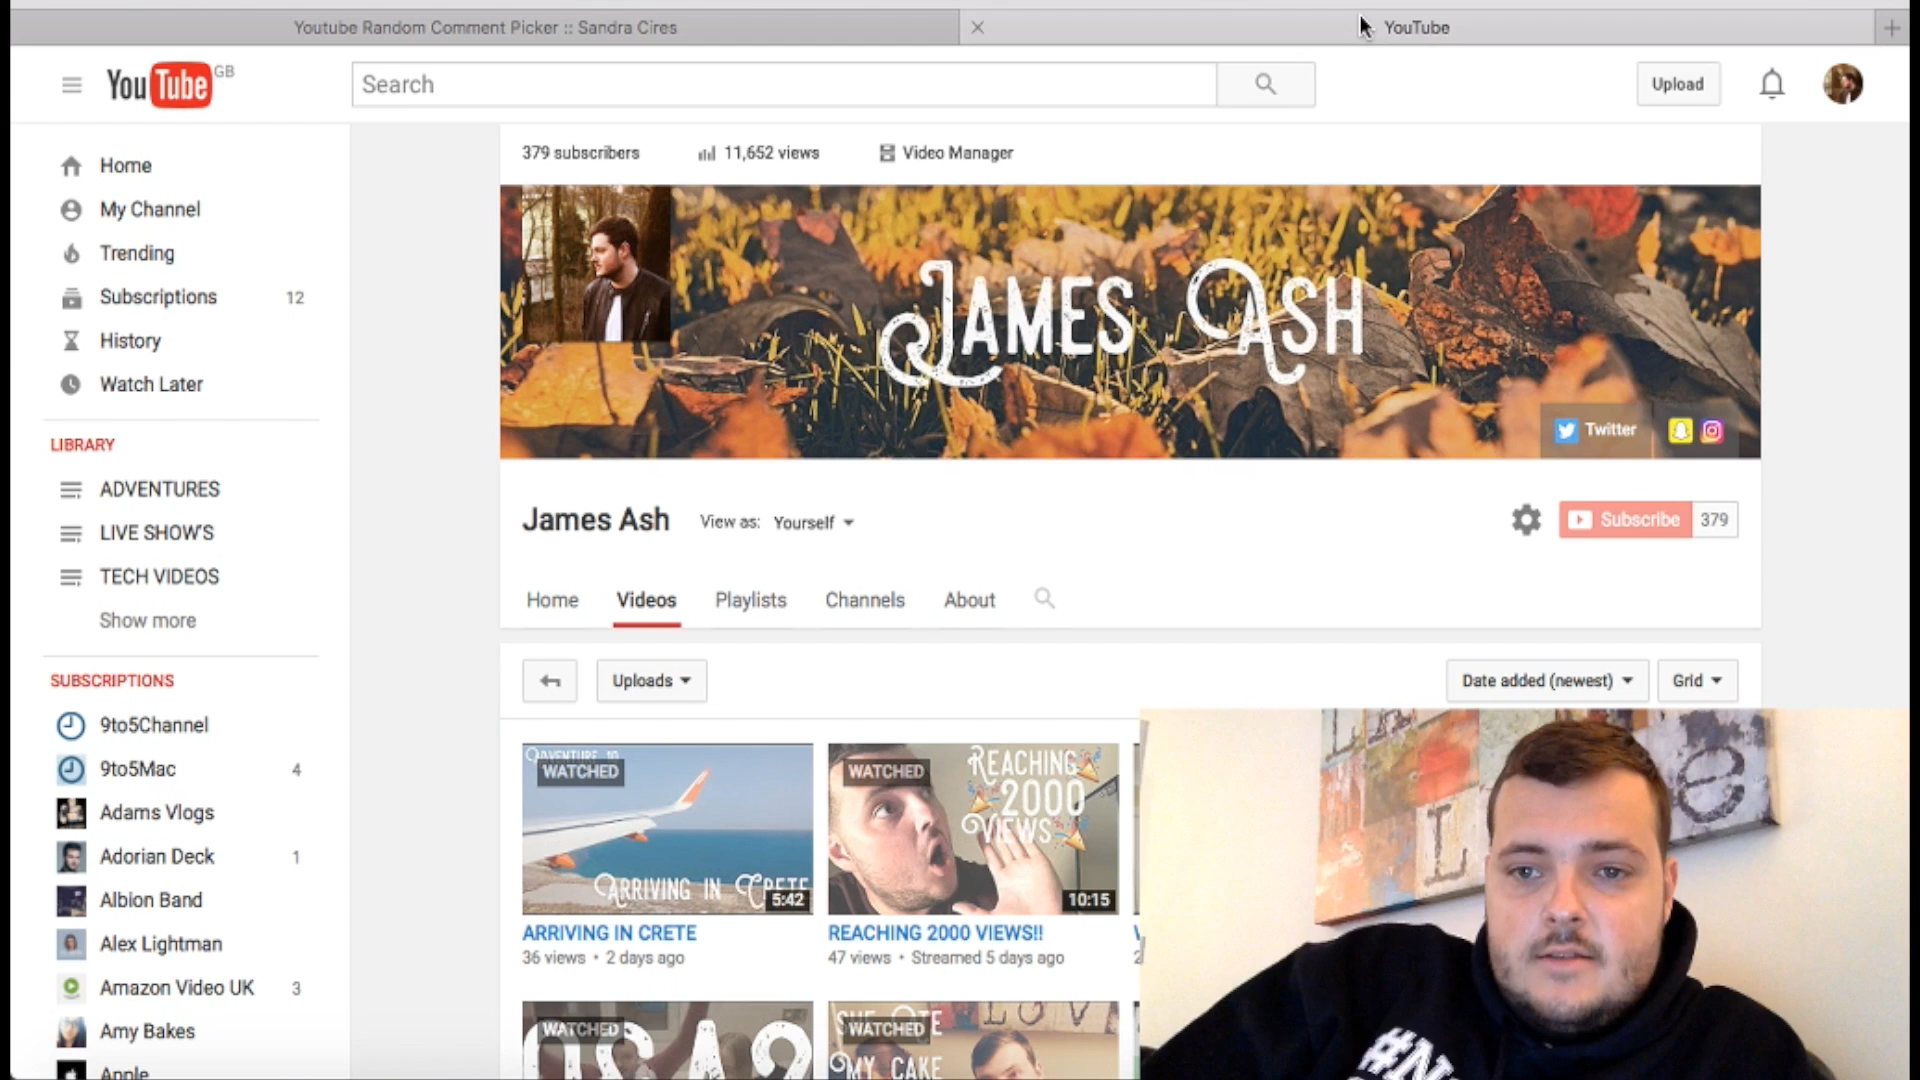 Youtube Random Comment Picker :: Sandra Cires
YouTube
YouTube GB
Search
Upload
Home
My Channel
Trending
Subscriptions 12
History
Watch Later
LIBRARY
ADVENTURES
LIVE SHOW'S
TECH VIDEOS
Show more
SUBSCRIPTIONS
9to5Channel
9to5Mac 4
Adams Vlogs
Adorian Deck 1
Albion Band
Alex Lightman
Amazon Video UK 3
Amy Bakes
Apple
379 subscribers 11,652 views Video Manager
JAMES ASH
Twitter
James Ash View as: Yourself
Subscribe 379
Home Videos Playlists Channels About
Uploads Date added (newest) Grid
ADVENTURE TO
WATCHED
ARRIVING IN CRETE
5:42
ARRIVING IN CRETE
36 views • 2 days ago
WATCHED
REACHING
2000
VIEWS
10:15
REACHING 2000 VIEWS!!
47 views • Streamed 5 days ago
WATCHED
WATCHED
MY CAKE